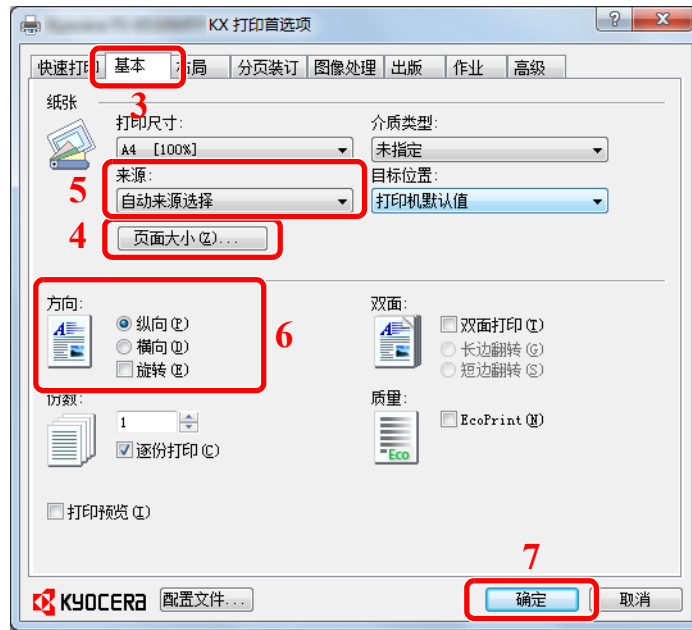 KX 打印首选项
快速打印 基本 布局 分页装订 图像处理 出版 作业 高级
3
纸张
打印尺寸: 介质类型:
A4 [100%] 未指定
5 来源: 目标位置:
自动来源选择 打印机默认值
4 页面大小(Z)...
方向: 双面:
纵向(P) 双面打印(T)
横向(D) 长边翻转(G)
旋转(E) 短边翻转(S)
6
份数: 质量:
1 EcoPrint(N)
逐份打印(C)
Eco
打印预览(I)
7
KYOCERA 配置文件... 确定 取消